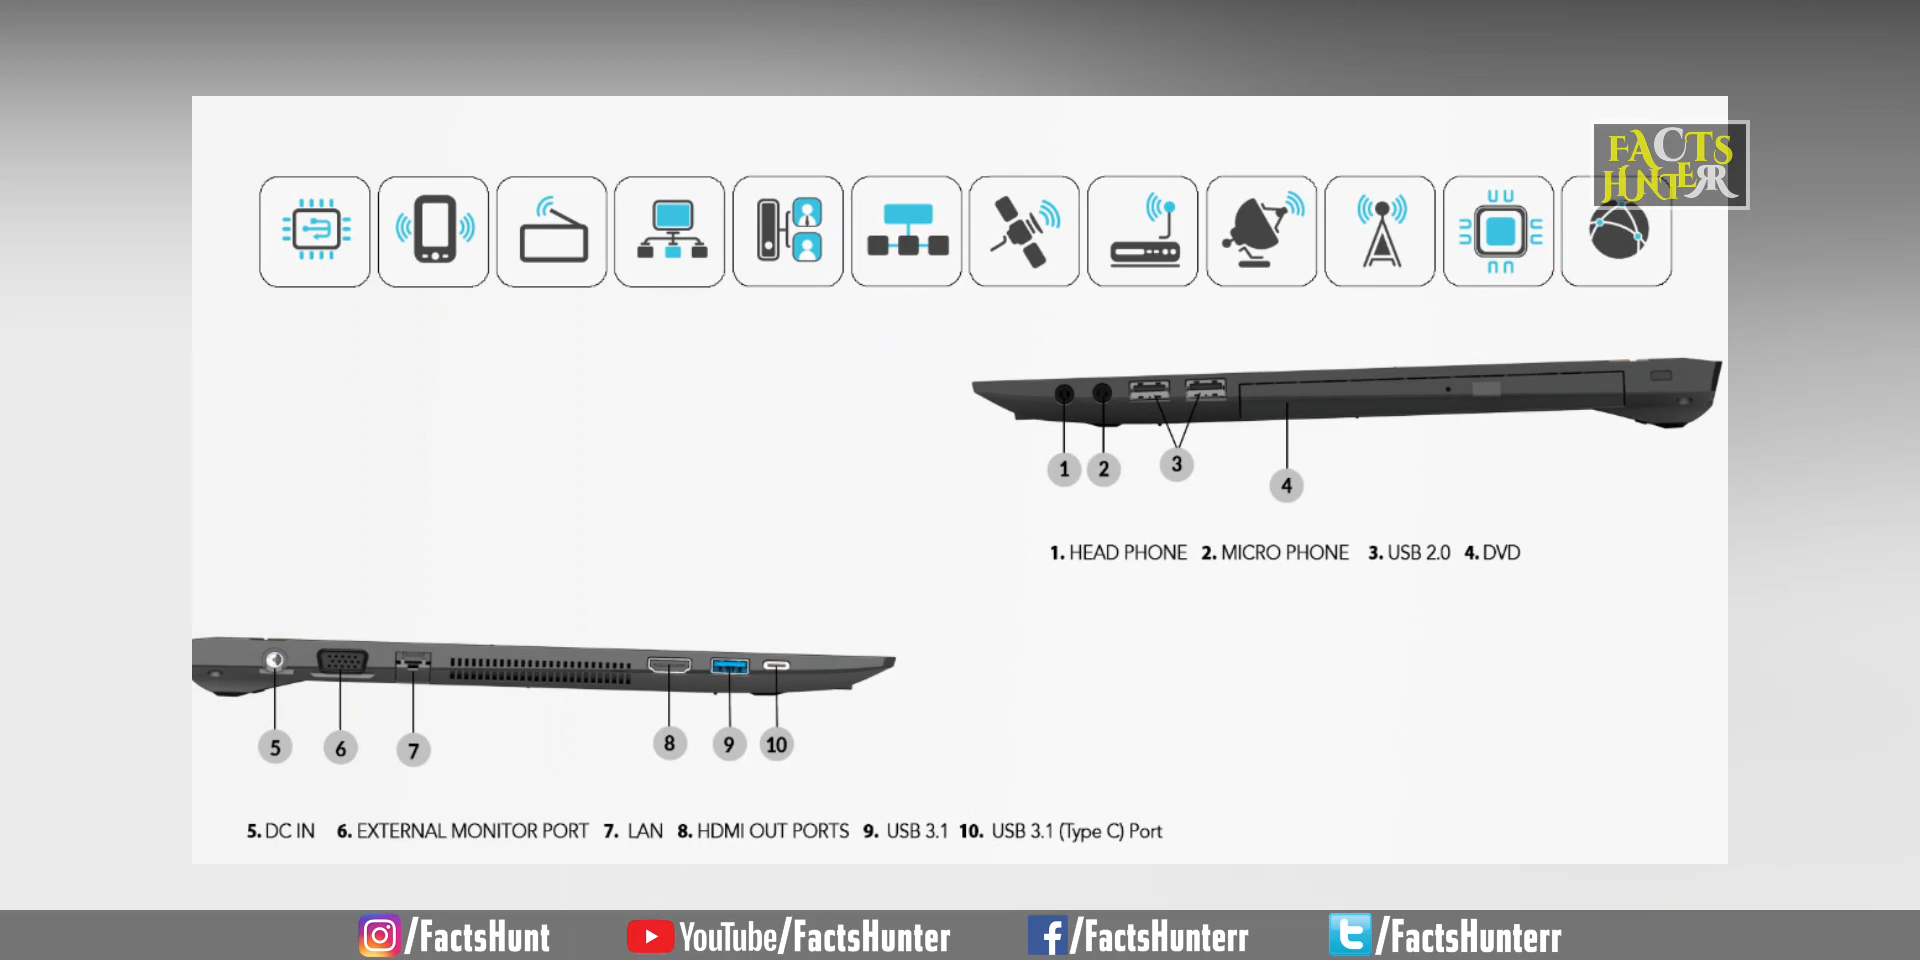 FACTS
HUNTERR
1
2
3
4
1. HEAD PHONE 2. MICRO PHONE 3. USB 2.0 4. DVD
5
6
7
8
9
10
5. DC IN 6. EXTERNAL MONITOR PORT 7. LAN 8. HDMI OUT PORTS 9. USB 3.1 10. USB 3.1 (Type C) Port
/FactsHunt YouTube/FactsHunter /FactsHunterr /FactsHunterr